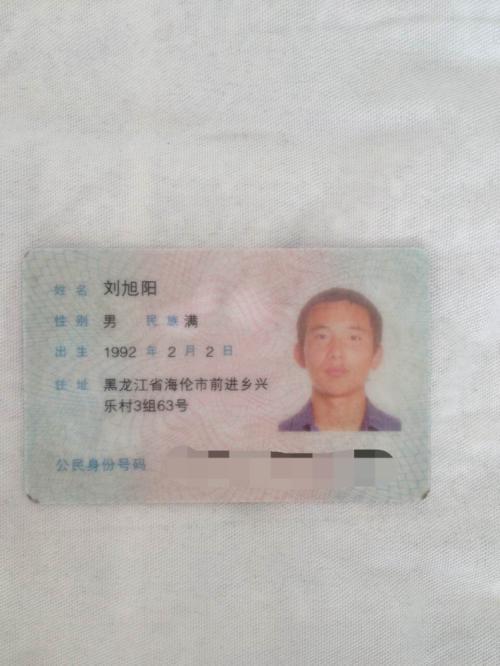 姓名 刘旭阳
性别 男 民族 满
出生 1992 年 2 月 2 日
住址 黑龙江省海伦市前进乡兴
乐村3组63号
公民身份号码